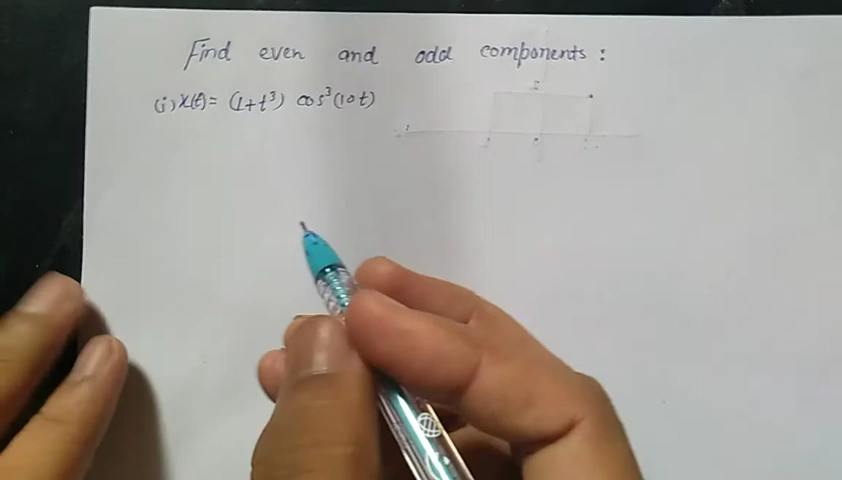 Find even and odd components :
(i) x(t) = (1+t³) cos³(10t)